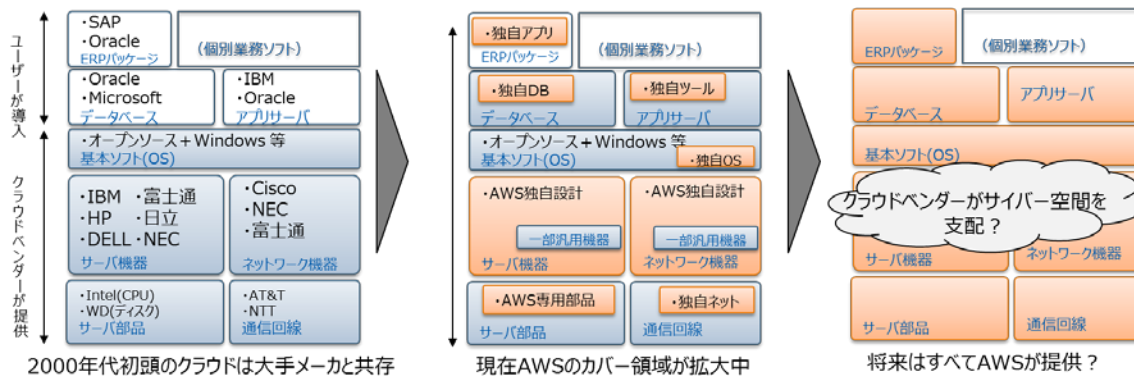 ユーザーが導入
クラウドベンダーが提供
・SAP
・Oracle
ERPパッケージ
(個別業務ソフト)
・Oracle
・Microsoft
データベース
・IBM
・Oracle
アプリサーバ
・オープンソース+Windows 等
基本ソフト(OS)
・IBM ・富士通
・HP ・日立
・DELL ・NEC
サーバ機器
・Cisco
・NEC
・富士通
ネットワーク機器
・Intel(CPU)
・WD(ディスク)
サーバ部品
・AT&T
・NTT
通信回線
2000年代初頭のクラウドは大手メーカと共存
・独自アプリ
ERPパッケージ
(個別業務ソフト)
・独自DB
データベース
・独自ツール
アプリサーバ
・オープンソース+Windows 等
基本ソフト(OS)
・独自OS
・AWS独自設計
一部汎用機器
サーバ機器
・AWS独自設計
一部汎用機器
ネットワーク機器
・AWS専用部品
サーバ部品
・独自ネット
通信回線
現在AWSのカバー領域が拡大中
ERPパッケージ
(個別業務ソフト)
データベース
アプリサーバ
基本ソフト(OS)
クラウドベンダーがサイバー空間を
支配?
サーバ機器
ネットワーク機器
サーバ部品
通信回線
将来はすべてAWSが提供?